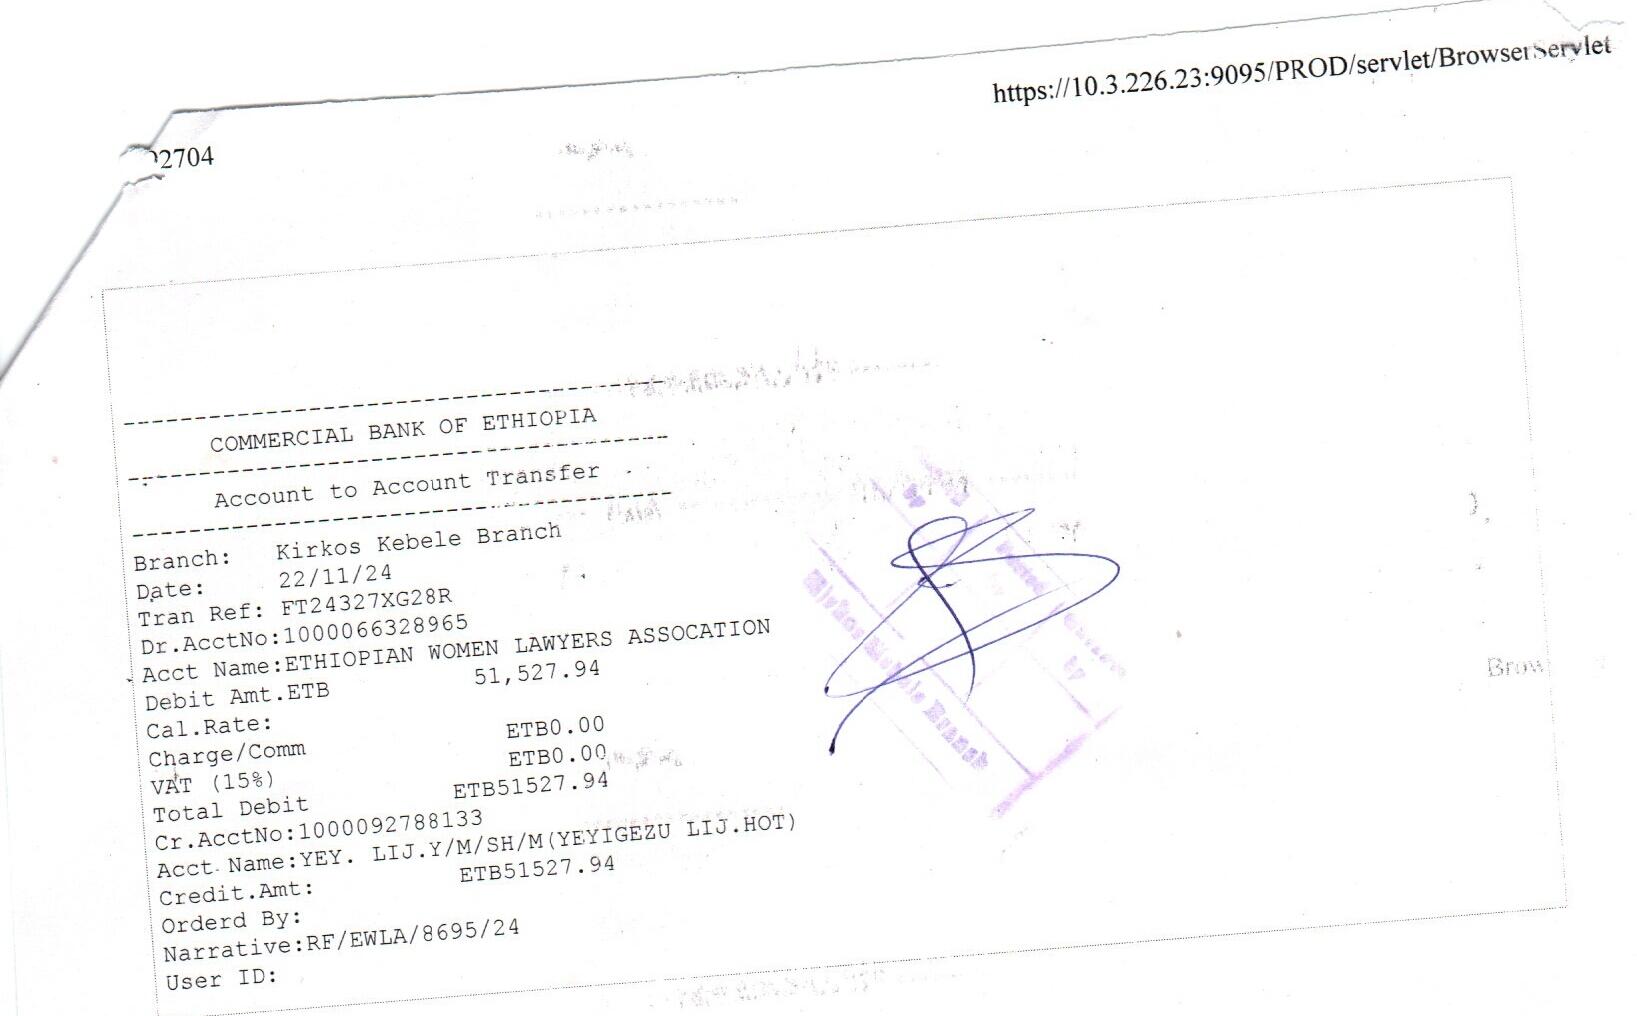 https://10.3.226.23:9095/PROD/servlet/BrowserServlet
2704
COMMERCIAL BANK OF ETHIOPIA
Account to Account Transfer
Branch: Kirkos Kebele Branch
Date: 22/11/24
Tran Ref: FT24327XG28R
Dr.AcctNo:1000066328965
Acct Name:ETHIOPIAN WOMEN LAWYERS ASSOCATION
Debit Amt.ETB 51,527.94
Cal.Rate:
Charge/Comm ETB0.00
VAT (15%) ETB0.00
Total Debit ETB51527.94
Cr.AcctNo:1000092788133
Acct Name:YEY. LIJ.Y/M/SH/M(YEYIGEZU LIJ.HOT)
Credit.Amt: ETB51527.94
Orderd By:
Narrative:RF/EWLA/8695/24
User ID:
Kirkos Kebele Branch
Brow